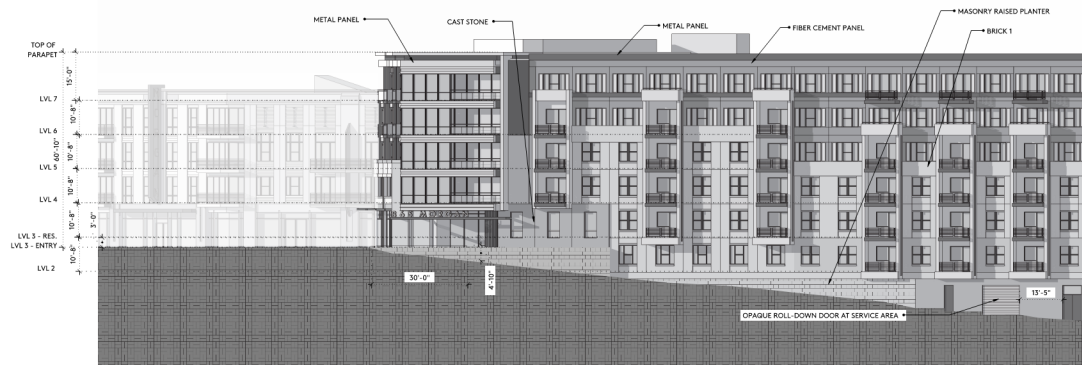 MASONRY RAISED PLANTER
METAL PANEL
CAST STONE
METAL PANEL
FIBER CEMENT PANEL
BRICK 1
TOP OF
PARAPET
15'-0"
LVL 7
10'-8"
LVL 6
60'-10"
10'-8"
LVL 5
10'-8"
LVL 4
10'-8"
3'-0"
LVL 3 - RES.
LVL 3 - ENTRY
10'-8"
LVL 2
30'-0"
4'-10"
13'-5"
OPAQUE ROLL-DOWN DOOR AT SERVICE AREA